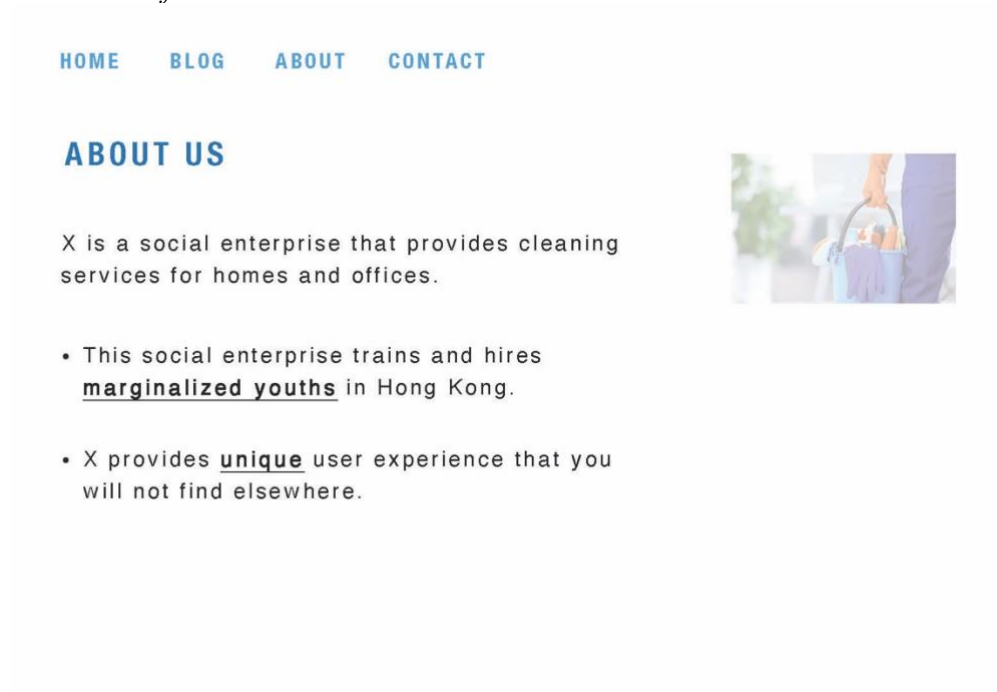 HOME BLOG ABOUT CONTACT
ABOUT US
X is a social enterprise that provides cleaning
services for homes and offices.
• This social enterprise trains and hires
marginalized youths in Hong Kong.
• X provides unique user experience that you
will not find elsewhere.